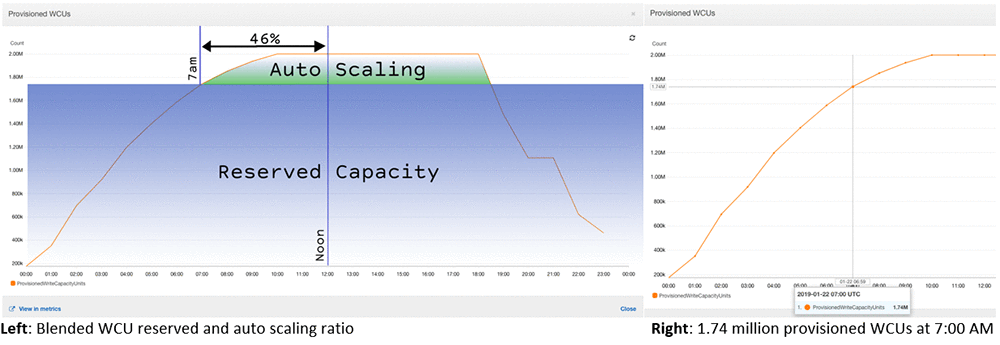 Provisioned WCUs ×
Count
2.00M
1.80M
1.60M
1.40M
1.20M
1.00M
800k
600k
400k
200k
46%
7am
Auto Scaling
Reserved Capacity
Noon
00:00 01:00 02:00 03:00 04:00 05:00 06:00 07:00 08:00 09:00 10:00 11:00 12:00 13:00 14:00 15:00 16:00 17:00 18:00 19:00 20:00 21:00 22:00 23:00 00:00
ProvisionedWriteCapacityUnits
View in metrics Close
Left: Blended WCU reserved and auto scaling ratio
Provisioned WCUs
Count
2.00M
1.80M
1.74M
1.60M
1.40M
1.20M
1.00M
800k
600k
400k
200k
00:00 01:00 02:00 03:00 04:00 05:00 06:00 08:00 09:00 10:00 11:00 12:00
01-22 06:59
2019-01-22 07:00 UTC
1. ProvisionedWriteCapacityUnits 1.74M
ProvisionedWriteCapacityUnits
Right: 1.74 million provisioned WCUs at 7:00 AM